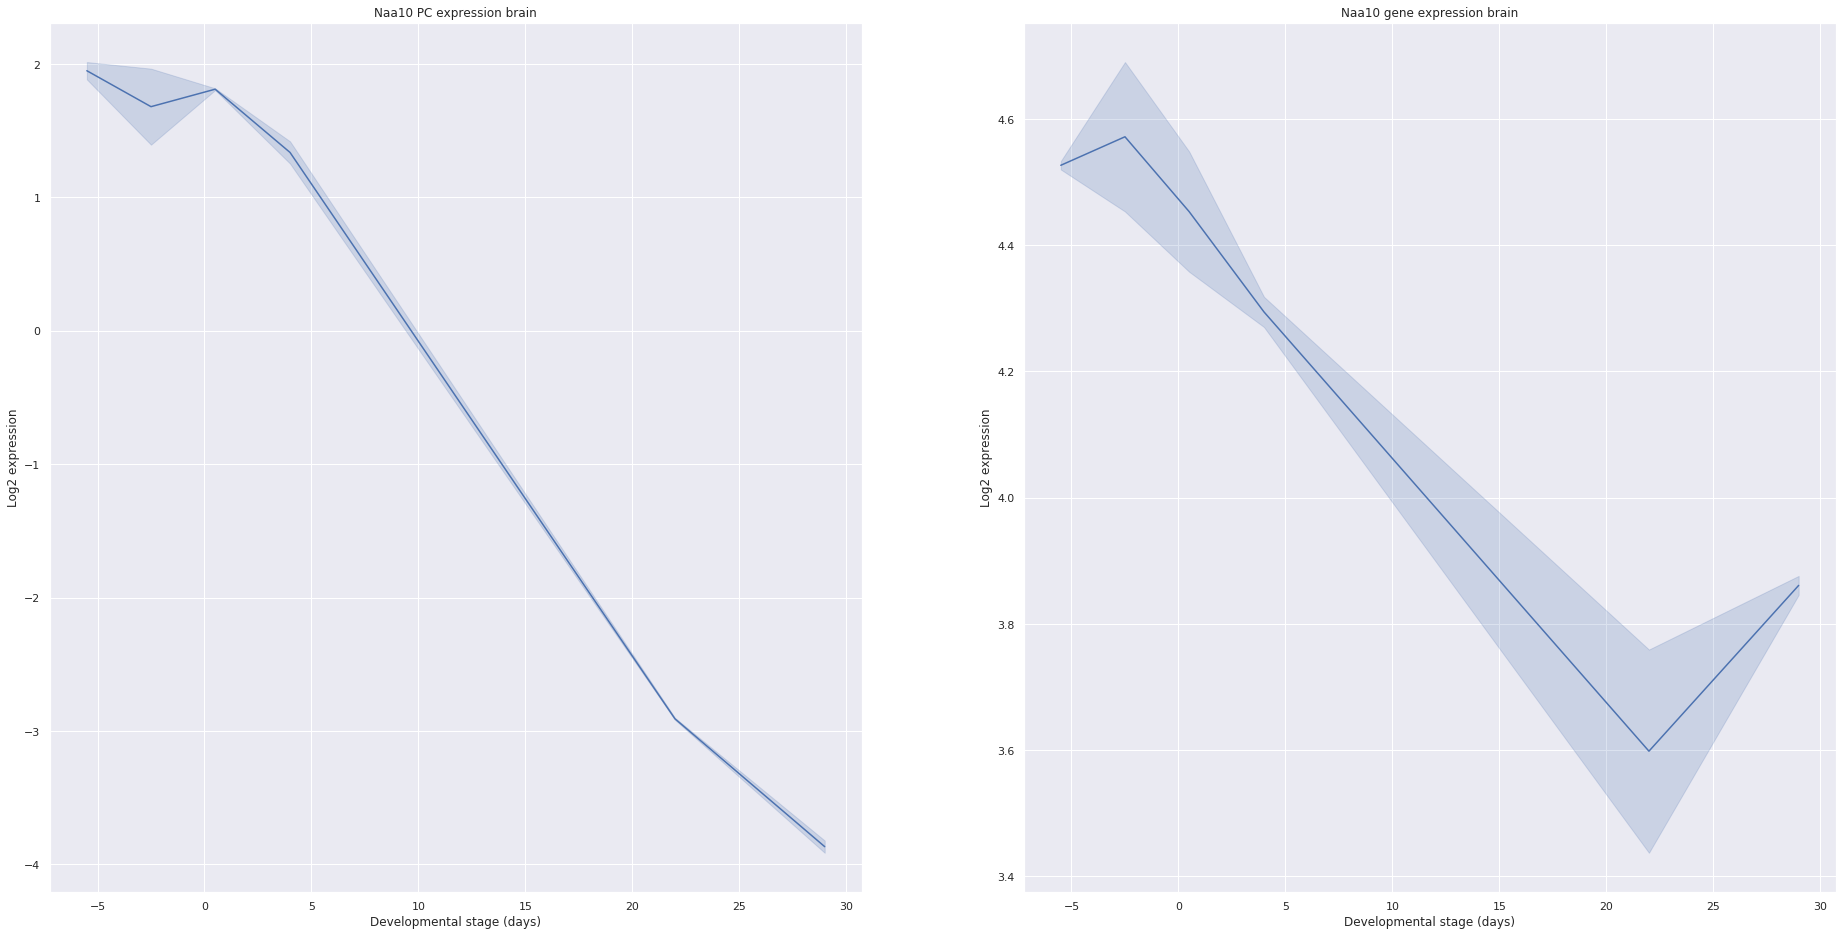 Naa10 PC expression brain
2
1
0
−1
−2
−3
−4
Log2 expression
−5 0 5 10 15 20 25 30
Developmental stage (days)
Naa10 gene expression brain
4.6
4.4
4.2
4.0
3.8
3.6
3.4
Log2 expression
−5 0 5 10 15 20 25 30
Developmental stage (days)